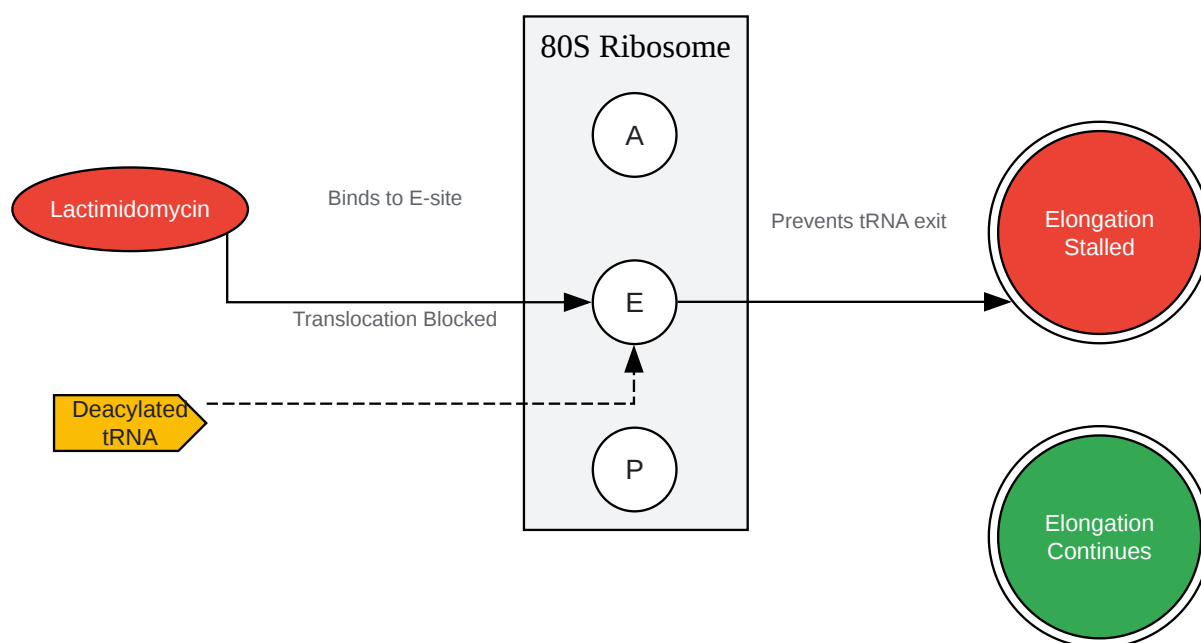 80S Ribosome
A
Lactimidomycin
Binds to E-site
Prevents tRNA exit
Elongation
Stalled
E
Translocation Blocked
Deacylated
tRNA
P
Elongation
Continues